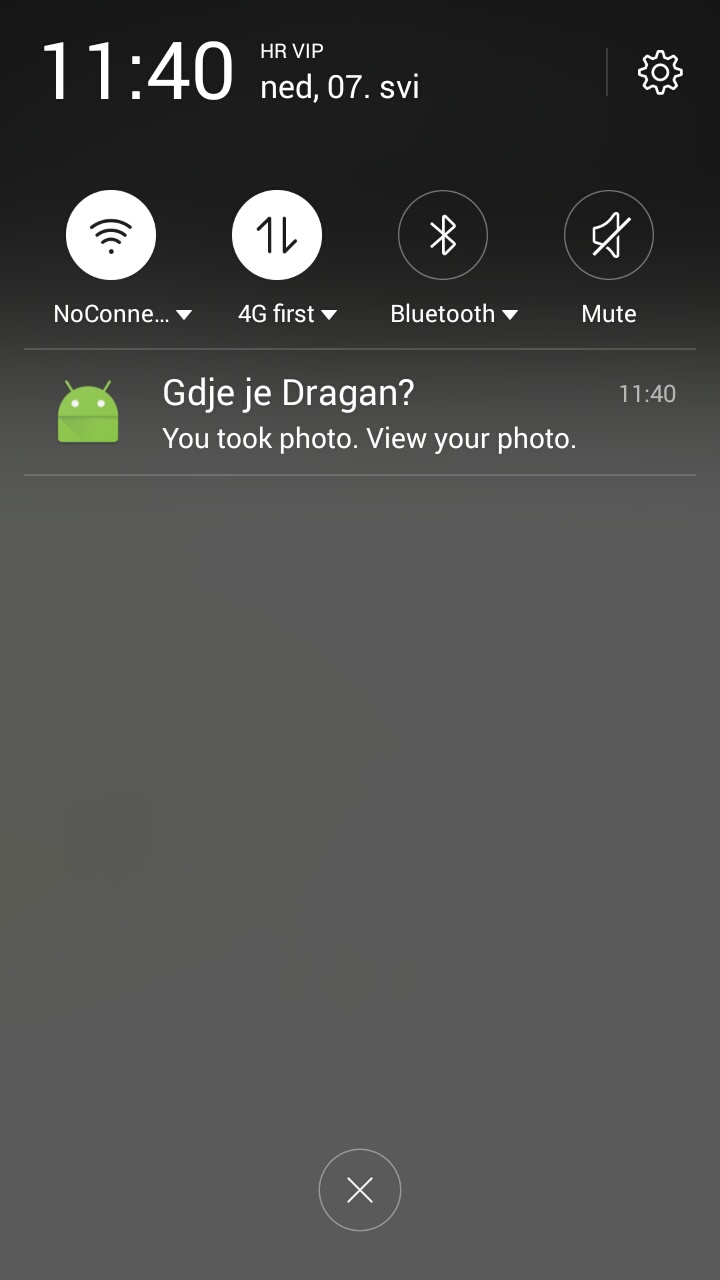 11:40
HR VIP
ned, 07. svi
NoConne... 4G first Bluetooth Mute
Gdje je Dragan? 11:40
You took photo. View your photo.